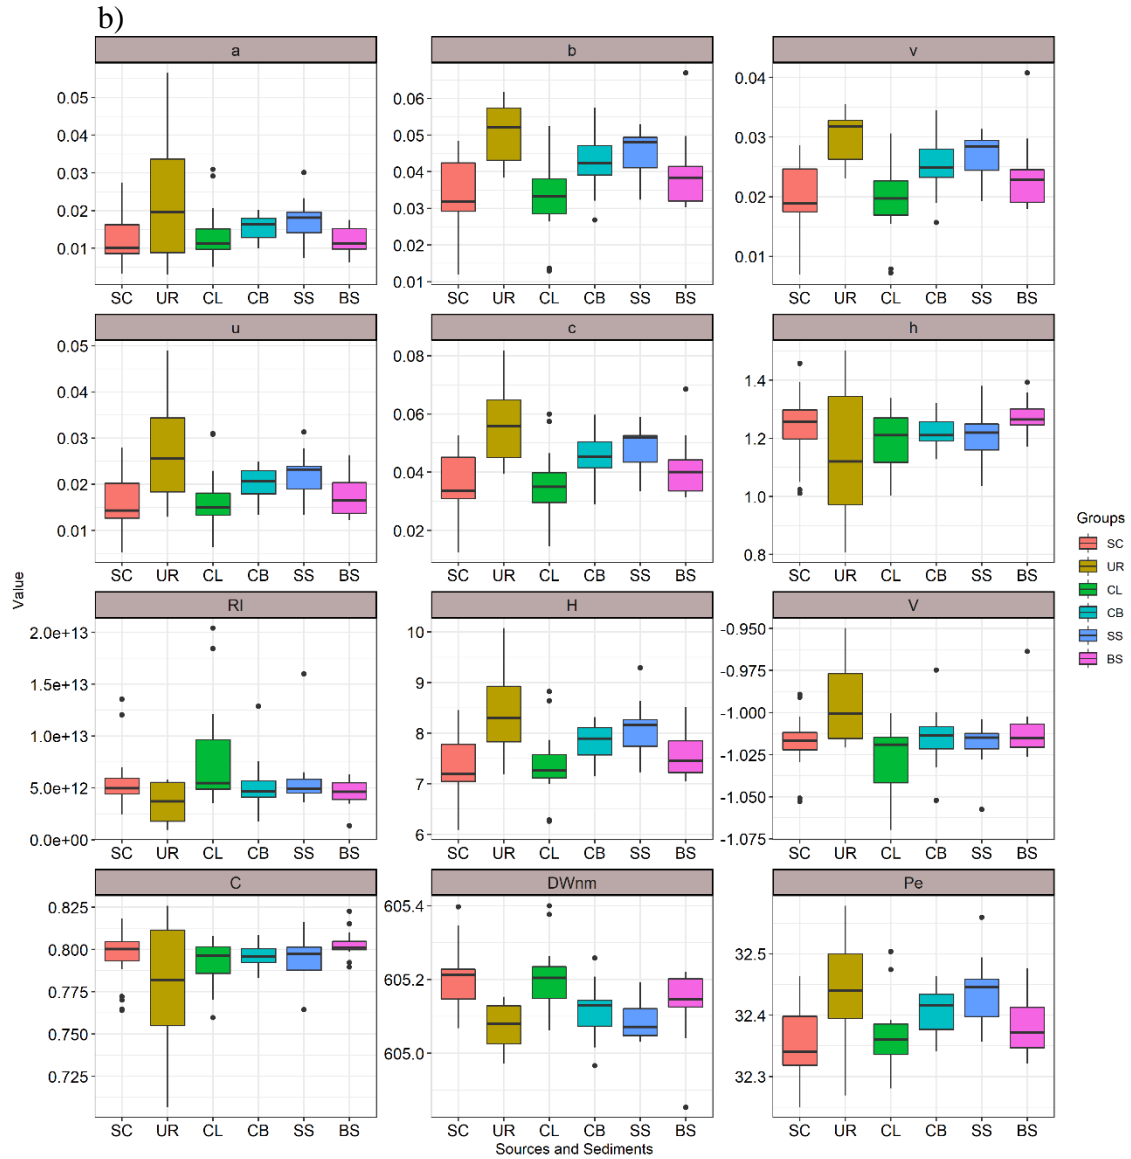 b)
a b v
0.05 0.06 0.04
0.04 0.05 0.03
0.03 0.04
0.02 0.03 0.02
0.01 0.02 0.01
0.01
SC UR CL CB SS BS SC UR CL CB SS BS SC UR CL CB SS BS
u c h
0.05 0.08 1.4
0.04 0.06 1.2
0.03 0.04 1.0
0.02 0.02 0.8
0.01
SC UR CL CB SS BS SC UR CL CB SS BS SC UR CL CB SS BS
Groups
SC
UR
CL
CB
SS
BS
Value
RI H V
2.0e+13 10 -0.950
1.5e+13 9 -0.975
1.0e+13 8 -1.000
5.0e+12 7 -1.025
0.0e+00 6 -1.050
-1.075
SC UR CL CB SS BS SC UR CL CB SS BS SC UR CL CB SS BS
C DWnm Pe
0.825 605.4 32.5
0.800 605.2 32.4
0.775 605.0 32.3
0.750
0.725
SC UR CL CB SS BS SC UR CL CB SS BS SC UR CL CB SS BS
Sources and Sediments